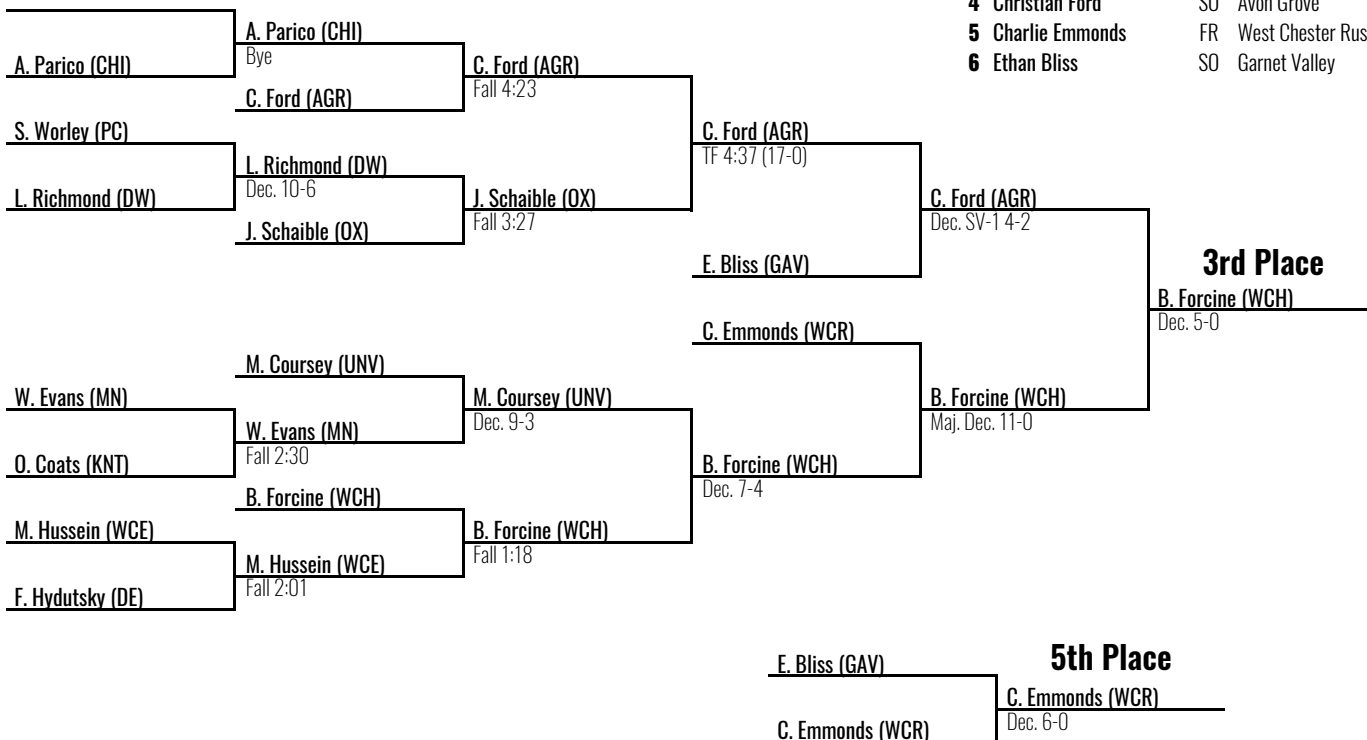 4 Christian Ford SO Avon Grove
5 Charlie Emmonds FR West Chester Rus
6 Ethan Bliss SO Garnet Valley
A. Parico (CHI)
A. Parico (CHI)
Bye
C. Ford (AGR)
C. Ford (AGR)
Fall 4:23
S. Worley (PC)
L. Richmond (DW)
L. Richmond (DW)
Dec. 10-6
J. Schaible (OX)
J. Schaible (OX)
Fall 3:27
C. Ford (AGR)
TF 4:37 (17-0)
E. Bliss (GAV)
C. Ford (AGR)
Dec. SV-1 4-2
3rd Place
B. Forcine (WCH)
Dec. 5-0
C. Emmonds (WCR)
B. Forcine (WCH)
Maj. Dec. 11-0
M. Coursey (UNV)
W. Evans (MN)
O. Coats (KNT)
W. Evans (MN)
Fall 2:30
M. Coursey (UNV)
Dec. 9-3
B. Forcine (WCH)
Dec. 7-4
B. Forcine (WCH)
M. Hussein (WCE)
F. Hydutsky (DE)
M. Hussein (WCE)
Fall 2:01
B. Forcine (WCH)
Fall 1:18
E. Bliss (GAV)
5th Place
C. Emmonds (WCR)
Dec. 6-0
C. Emmonds (WCR)